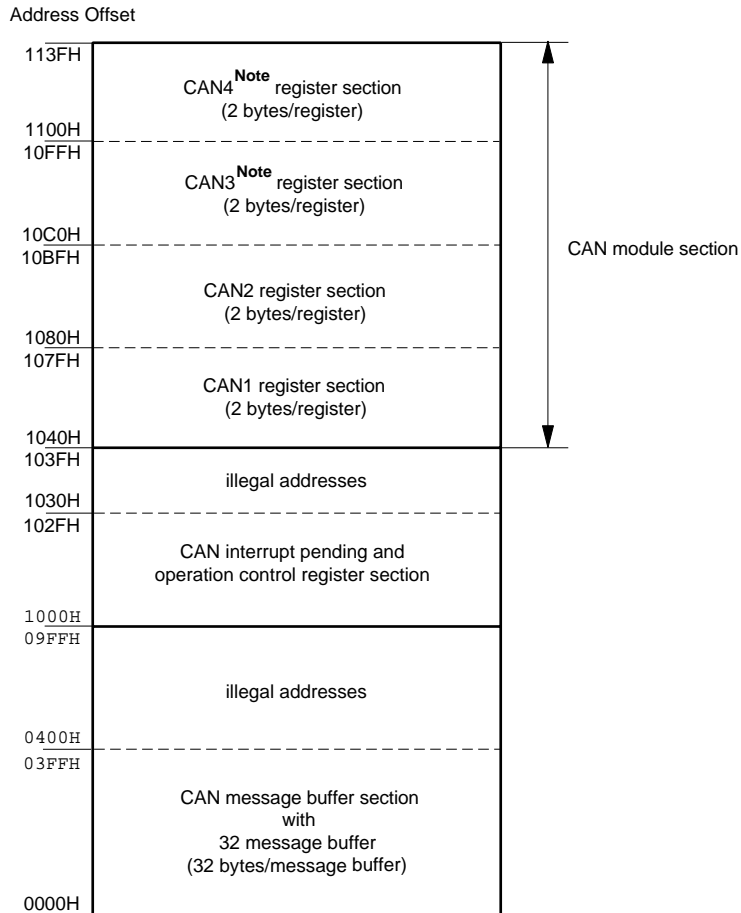 Address Offset
113FH
CAN4Note register section
(2 bytes/register)
1100H
10FFH
CAN3Note register section
(2 bytes/register)
10C0H
10BFH
CAN module section
CAN2 register section
(2 bytes/register)
1080H
107FH
CAN1 register section
(2 bytes/register)
1040H
103FH
illegal addresses
1030H
102FH
CAN interrupt pending and
operation control register section
1000H
09FFH
illegal addresses
0400H
03FFH
CAN message buffer section
with
32 message buffer
(32 bytes/message buffer)
0000H